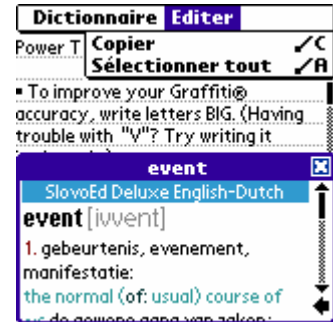 Dictionnaire Editer
Power T
Copier ⁄C
Sélectionner tout ⁄A
▪ To improve your Graffiti®
accuracy, write letters BIG. (Having
trouble with "V"? Try writing it
event
SlovoEd Deluxe English-Dutch
event [ivvent]
1. gebeurtenis, evenement,
manifestatie:
the normal (of: usual) course of
de gewone gang van zaken;